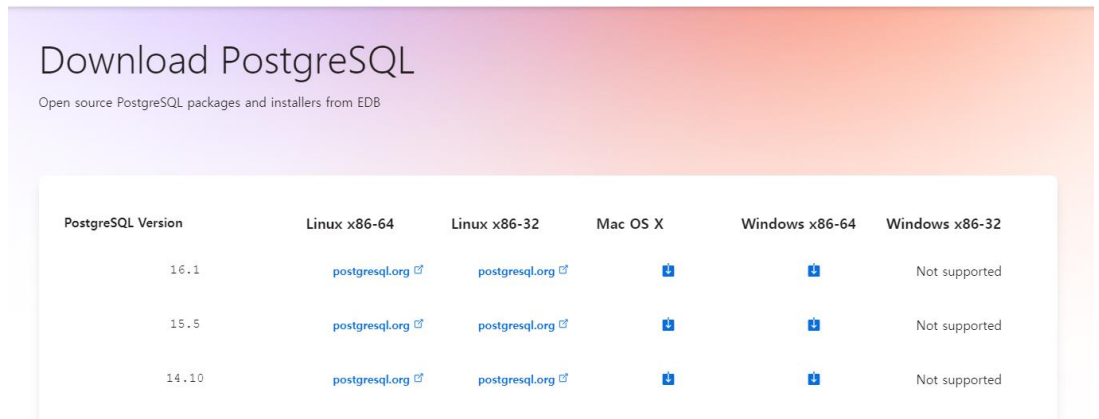 Download PostgreSQL
Open source PostgreSQL packages and installers from EDB
PostgreSQL Version Linux x86-64 Linux x86-32 Mac OS X Windows x86-64 Windows x86-32
16.1 postgresql.org postgresql.org Not supported
15.5 postgresql.org postgresql.org Not supported
14.10 postgresql.org postgresql.org Not supported